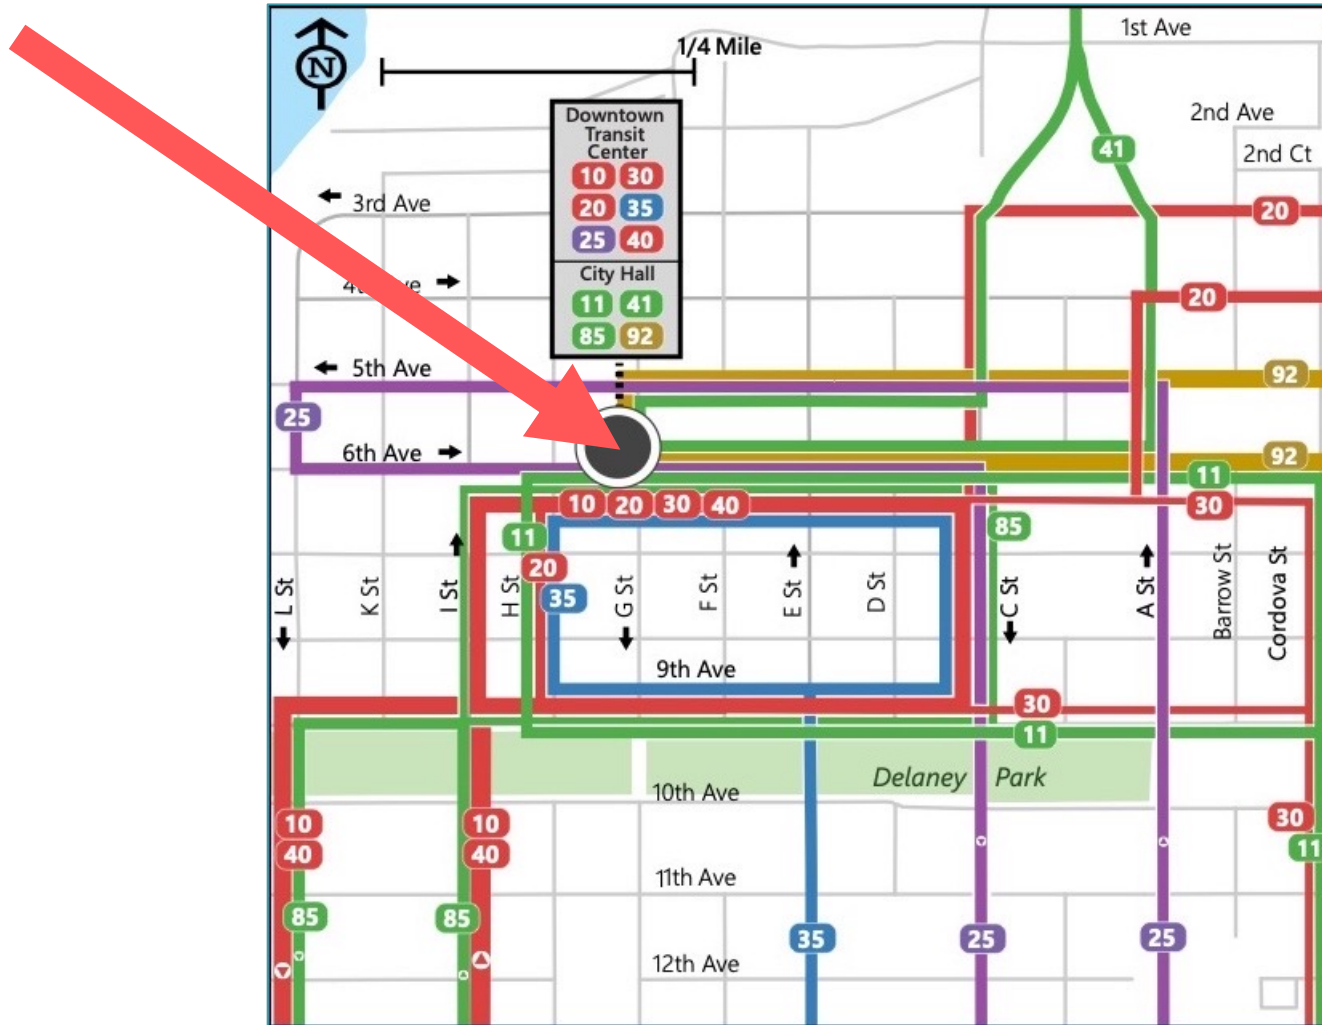 N
1/4 Mile
1st Ave
2nd Ave
2nd Ct
41
Downtown
Transit
Center
10 30
20 35
25 40
City Hall
11 41
85 92
3rd Ave
20
20
5th Ave
92
25
6th Ave
92
11
10 20 30 40
30
11
85
20
35
L St
K St
I St
H St
G St
F St
E St
D St
C St
A St
Barrow St
Cordova St
9th Ave
30
11
Delaney Park
10th Ave
10
40
10
40
30
11
11th Ave
85
85
35
25
25
12th Ave